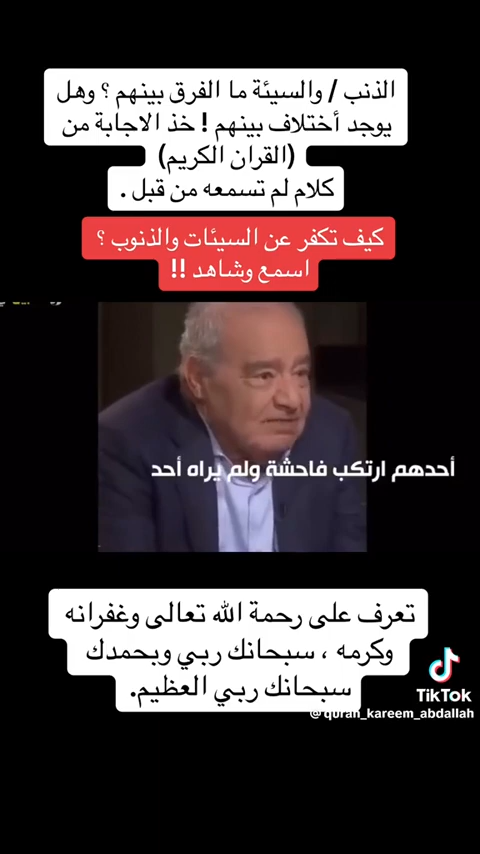 الذنب / والسيئة ما الفرق بينهم ؟ وهل
يوجد أختلاف بينهم ! خذ الاجابة من
(القران الكريم)
كلام لم تسمعه من قبل .
كيف تكفر عن السيئات والذنوب ؟
اسمع وشاهد !!
أحدهم ارتكب فاحشة ولم يراه أحد
تعرف على رحمة الله تعالى وغفرانه
وكرمه ، سبحانك ربي وبحمدك
سبحانك ربي العظيم.
TikTok
@quran_kareem_abdallah